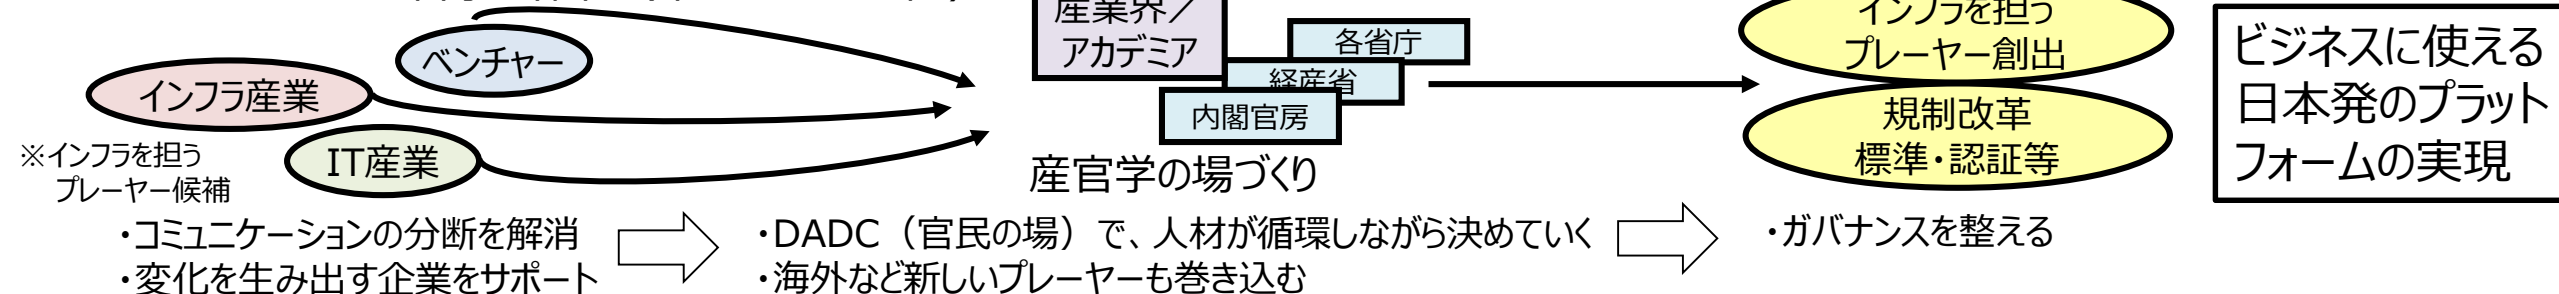 ベンチャー
インフラ産業
IT産業
※インフラを担う
プレーヤー候補
産業界／
アカデミア
各省庁
経産省
内閣官房
産官学の場づくり
インフラを担う
プレーヤー創出
規制改革
標準・認証等
ビジネスに使える
日本発のプラット
フォームの実現
・コミュニケーションの分断を解消
・変化を生み出す企業をサポート
・DADC（官民の場）で、人材が循環しながら決めていく
・海外など新しいプレーヤーも巻き込む
・ガバナンスを整える